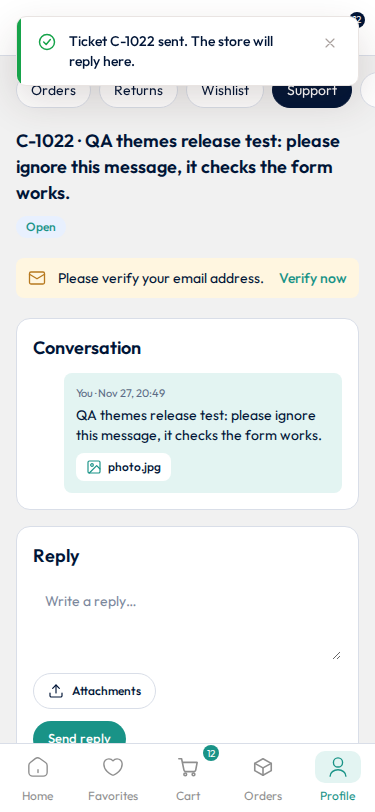 12
Ticket C-1022 sent. The store will
reply here.
Orders
Returns
Wishlist
Support
C-1022 · QA themes release test: please
ignore this message, it checks the form
works.
Open
Please verify your email address.
Verify now
Conversation
You · Nov 27, 20:49
QA themes release test: please ignore
this message, it checks the form works.
photo.jpg
Reply
Write a reply…
Attachments
Send reply
12
Home
Favorites
Cart
Orders
Profile